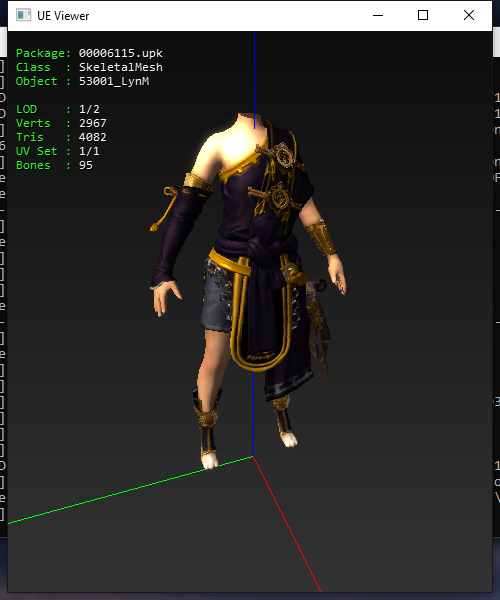 UE Viewer
Package: 00006115.upk
Class  : SkeletalMesh
Object : 53001_LynM
LOD    : 1/2
Verts  : 2967
Tris   : 4082
UV Set : 1/1
Bones  : 95